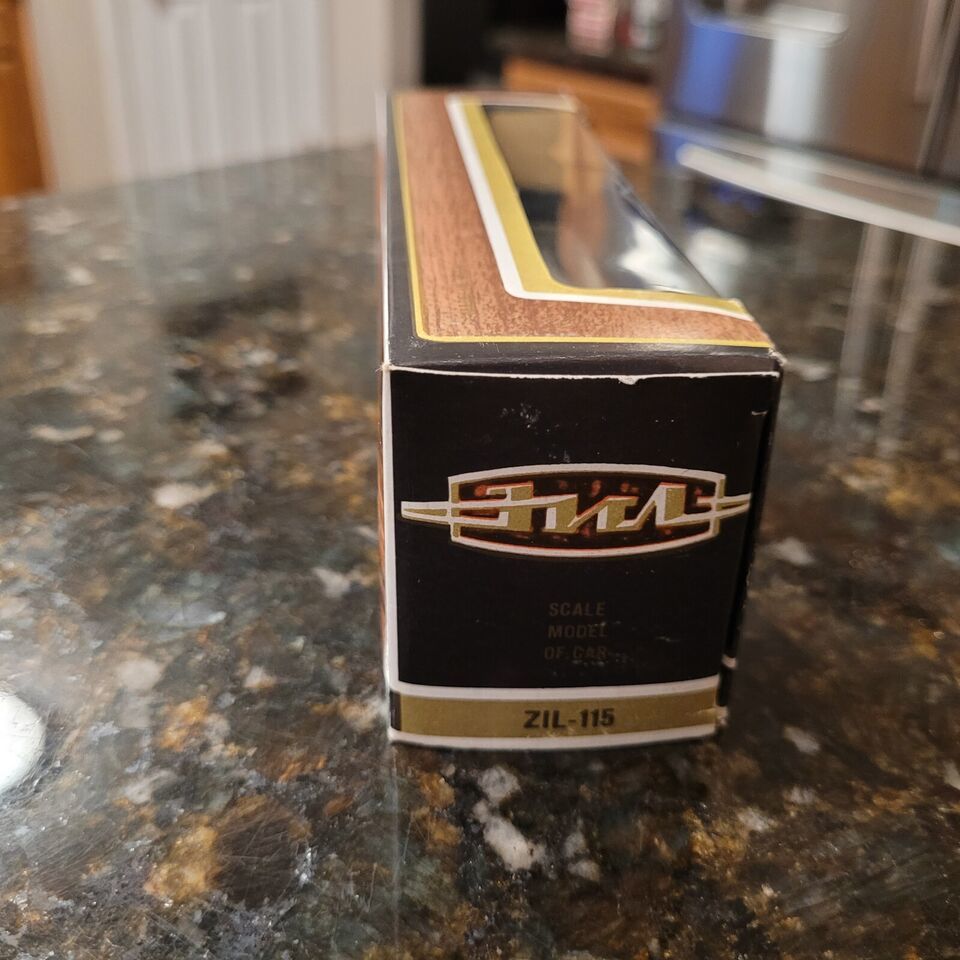 ЗИЛ
SCALE
MODEL
OF CAR
ZIL-115